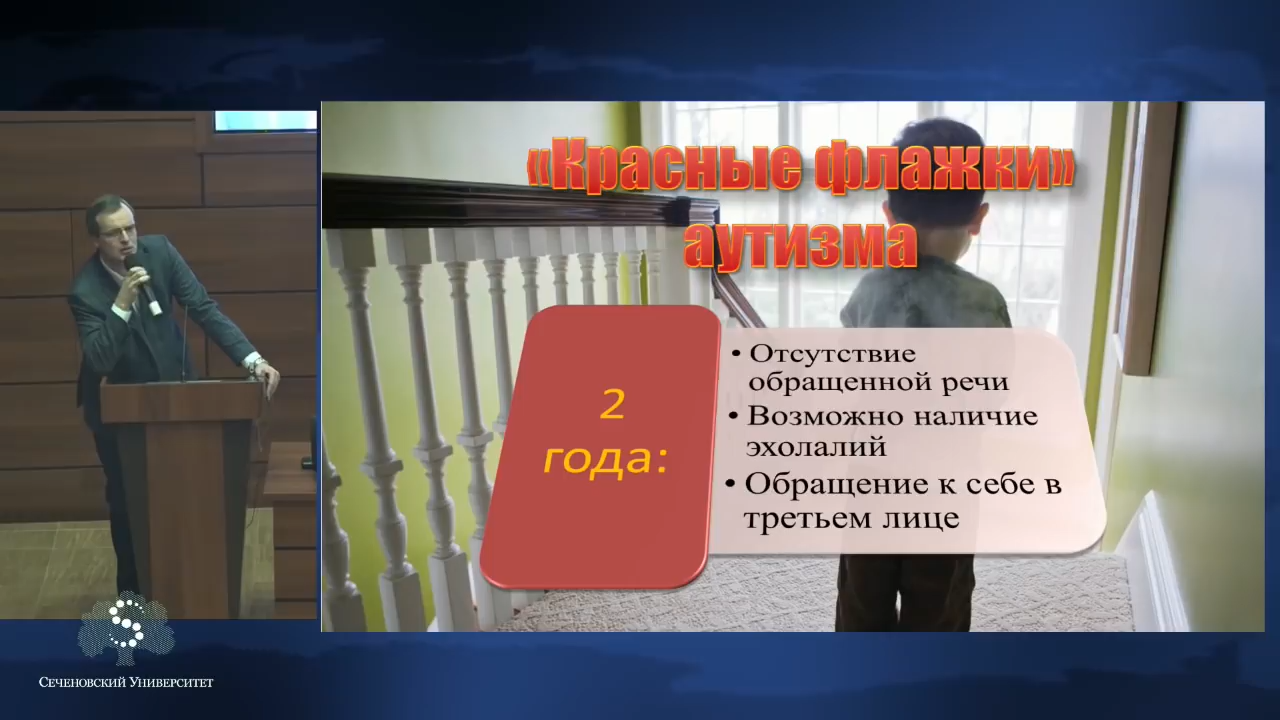 «Красные флажки»
аутизма
2
года:
• Отсутствие
обращенной речи
• Возможно наличие
эхолалий
• Обращение к себе в
третьем лице
СЕЧЕНОВСКИЙ УНИВЕРСИТЕТ